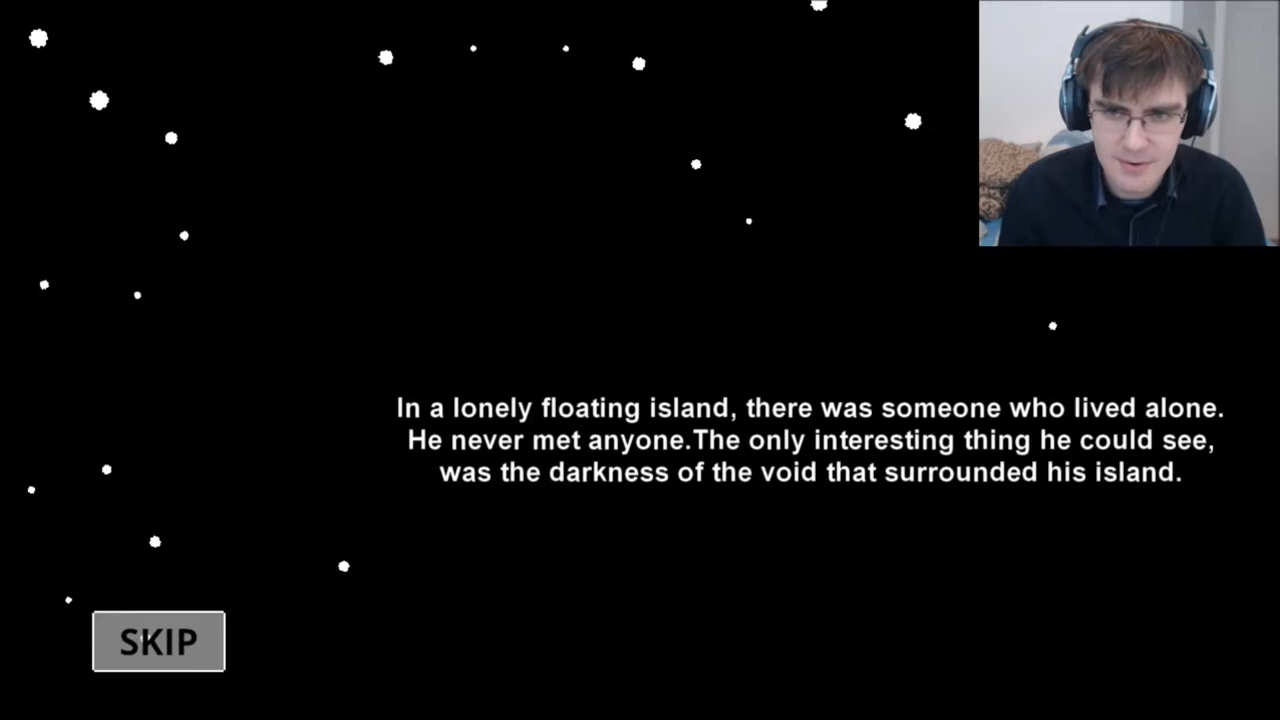 In a lonely floating island, there was someone who lived alone.
He never met anyone.The only interesting thing he could see,
was the darkness of the void that surrounded his island.
SKIP